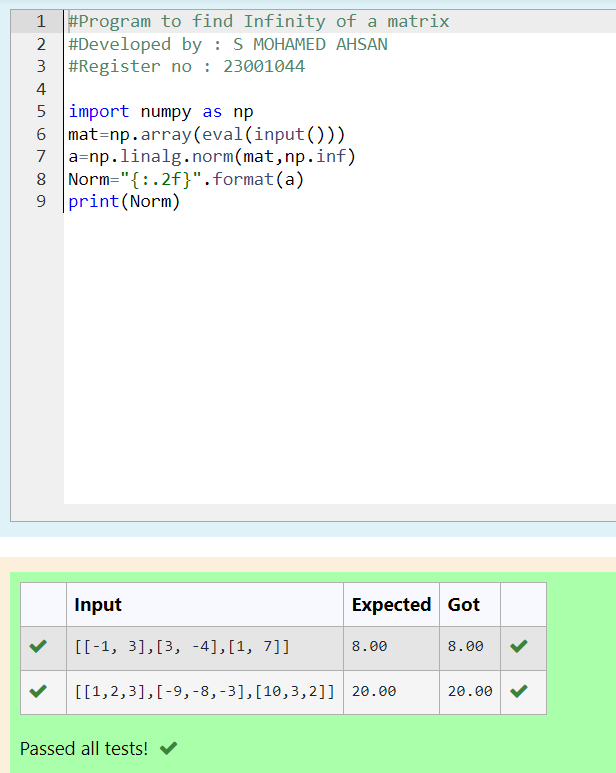 1 #Program to find Infinity of a matrix
2 #Developed by : S MOHAMED AHSAN
3 #Register no : 23001044
4
5 import numpy as np
6 mat=np.array(eval(input()))
7 a=np.linalg.norm(mat,np.inf)
8 Norm="{:.2f}".format(a)
9 print(Norm)
Input Expected Got
[[-1, 3],[3, -4],[1, 7]] 8.00 8.00
[[1,2,3],[-9,-8,-3],[10,3,2]] 20.00 20.00
Passed all tests!